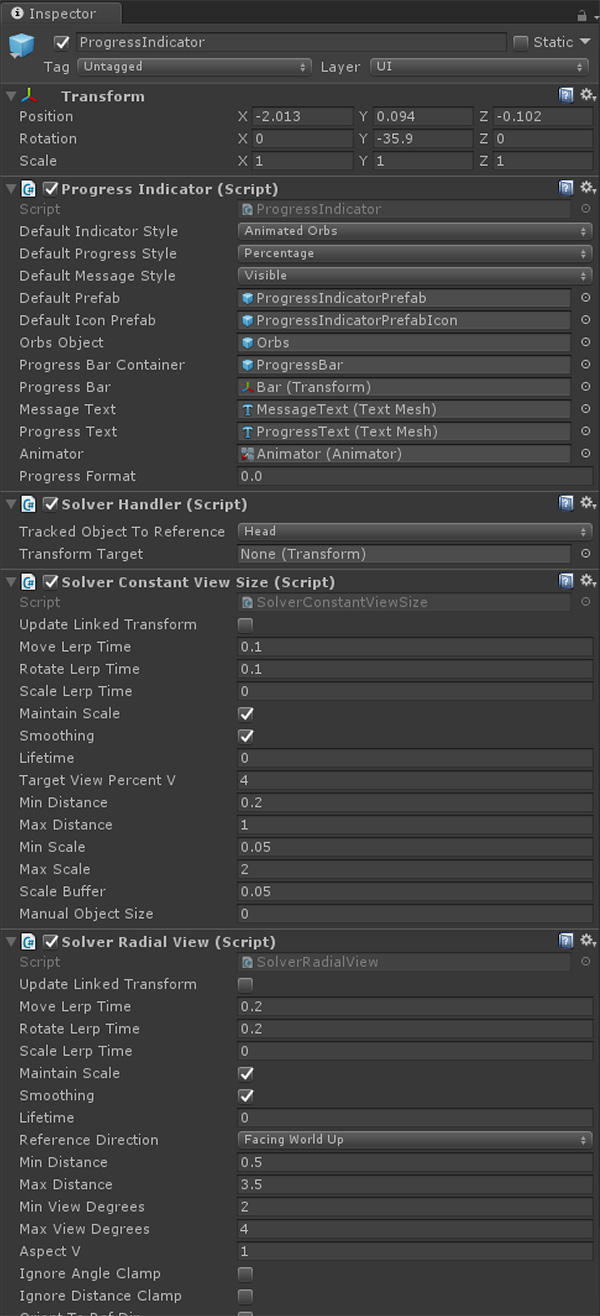 Inspector
ProgressIndicator Static
Tag Untagged Layer UI
Transform
Position X -2.013 Y 0.094 Z -0.102
Rotation X 0 Y -35.9 Z 0
Scale X 1 Y 1 Z 1
Progress Indicator (Script)
Script ProgressIndicator
Default Indicator Style Animated Orbs
Default Progress Style Percentage
Default Message Style Visible
Default Prefab ProgressIndicatorPrefab
Default Icon Prefab ProgressIndicatorPrefabIcon
Orbs Object Orbs
Progress Bar Container ProgressBar
Progress Bar Bar (Transform)
Message Text MessageText (Text Mesh)
Progress Text ProgressText (Text Mesh)
Animator Animator (Animator)
Progress Format 0.0
Solver Handler (Script)
Tracked Object To Reference Head
Transform Target None (Transform)
Solver Constant View Size (Script)
Script SolverConstantViewSize
Update Linked Transform
Move Lerp Time 0.1
Rotate Lerp Time 0.1
Scale Lerp Time 0
Maintain Scale
Smoothing
Lifetime 0
Target View Percent V 4
Min Distance 0.2
Max Distance 1
Min Scale 0.05
Max Scale 2
Scale Buffer 0.05
Manual Object Size 0
Solver Radial View (Script)
Script SolverRadialView
Update Linked Transform
Move Lerp Time 0.2
Rotate Lerp Time 0.2
Scale Lerp Time 0
Maintain Scale
Smoothing
Lifetime 0
Reference Direction Facing World Up
Min Distance 0.5
Max Distance 3.5
Min View Degrees 2
Max View Degrees 4
Aspect V 1
Ignore Angle Clamp
Ignore Distance Clamp
Orient To Ref Dir